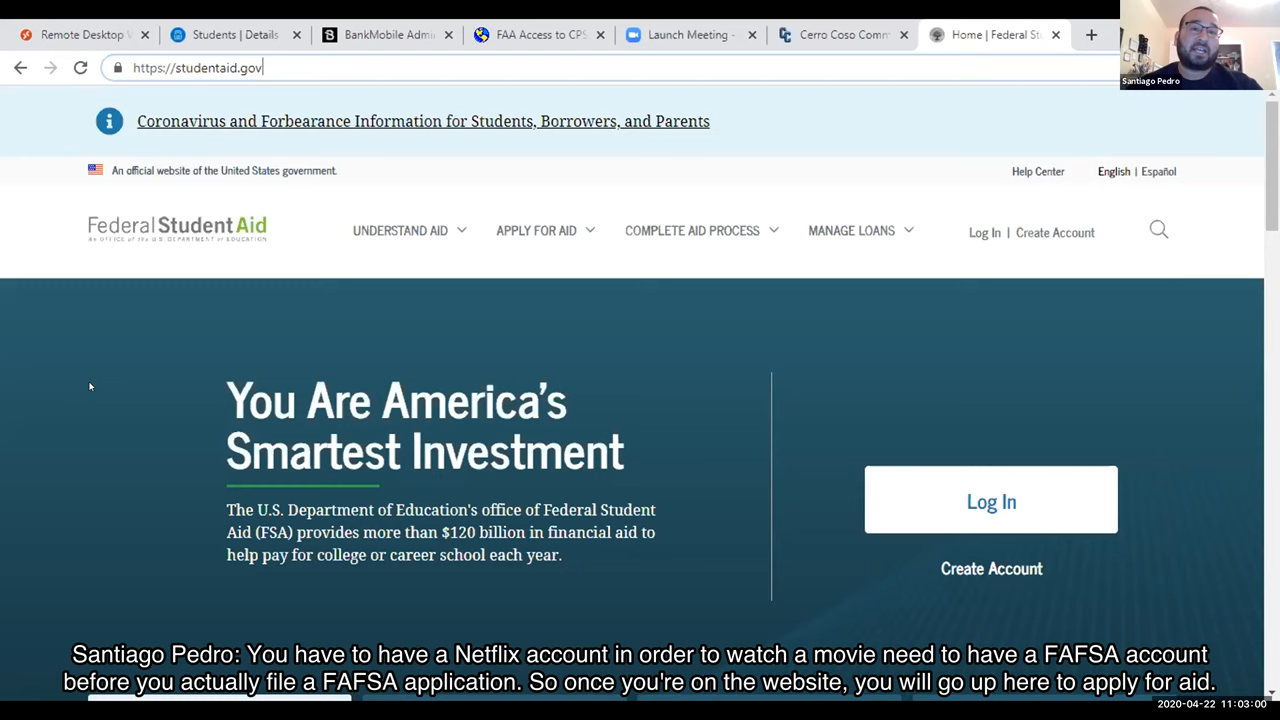 Remote Desktop
Students | Details
BankMobile Admi
FAA Access to CPS
Launch Meeting -
Cerro Coso Comm
Home | Federal St
https://studentaid.gov
Santiago Pedro
Coronavirus and Forbearance Information for Students, Borrowers, and Parents
An official website of the United States government.
Help Center
English | Español
Federal Student Aid
An OFFICE of the U.S. DEPARTMENT of EDUCATION
UNDERSTAND AID
APPLY FOR AID
COMPLETE AID PROCESS
MANAGE LOANS
Log In | Create Account
You Are America's
Smartest Investment
The U.S. Department of Education's office of Federal Student
Aid (FSA) provides more than $120 billion in financial aid to
help pay for college or career school each year.
Log In
Create Account
Santiago Pedro: You have to have a Netflix account in order to watch a movie need to have a FAFSA account
before you actually file a FAFSA application. So once you're on the website, you will go up here to apply for aid.
2020-04-22 11:03:00